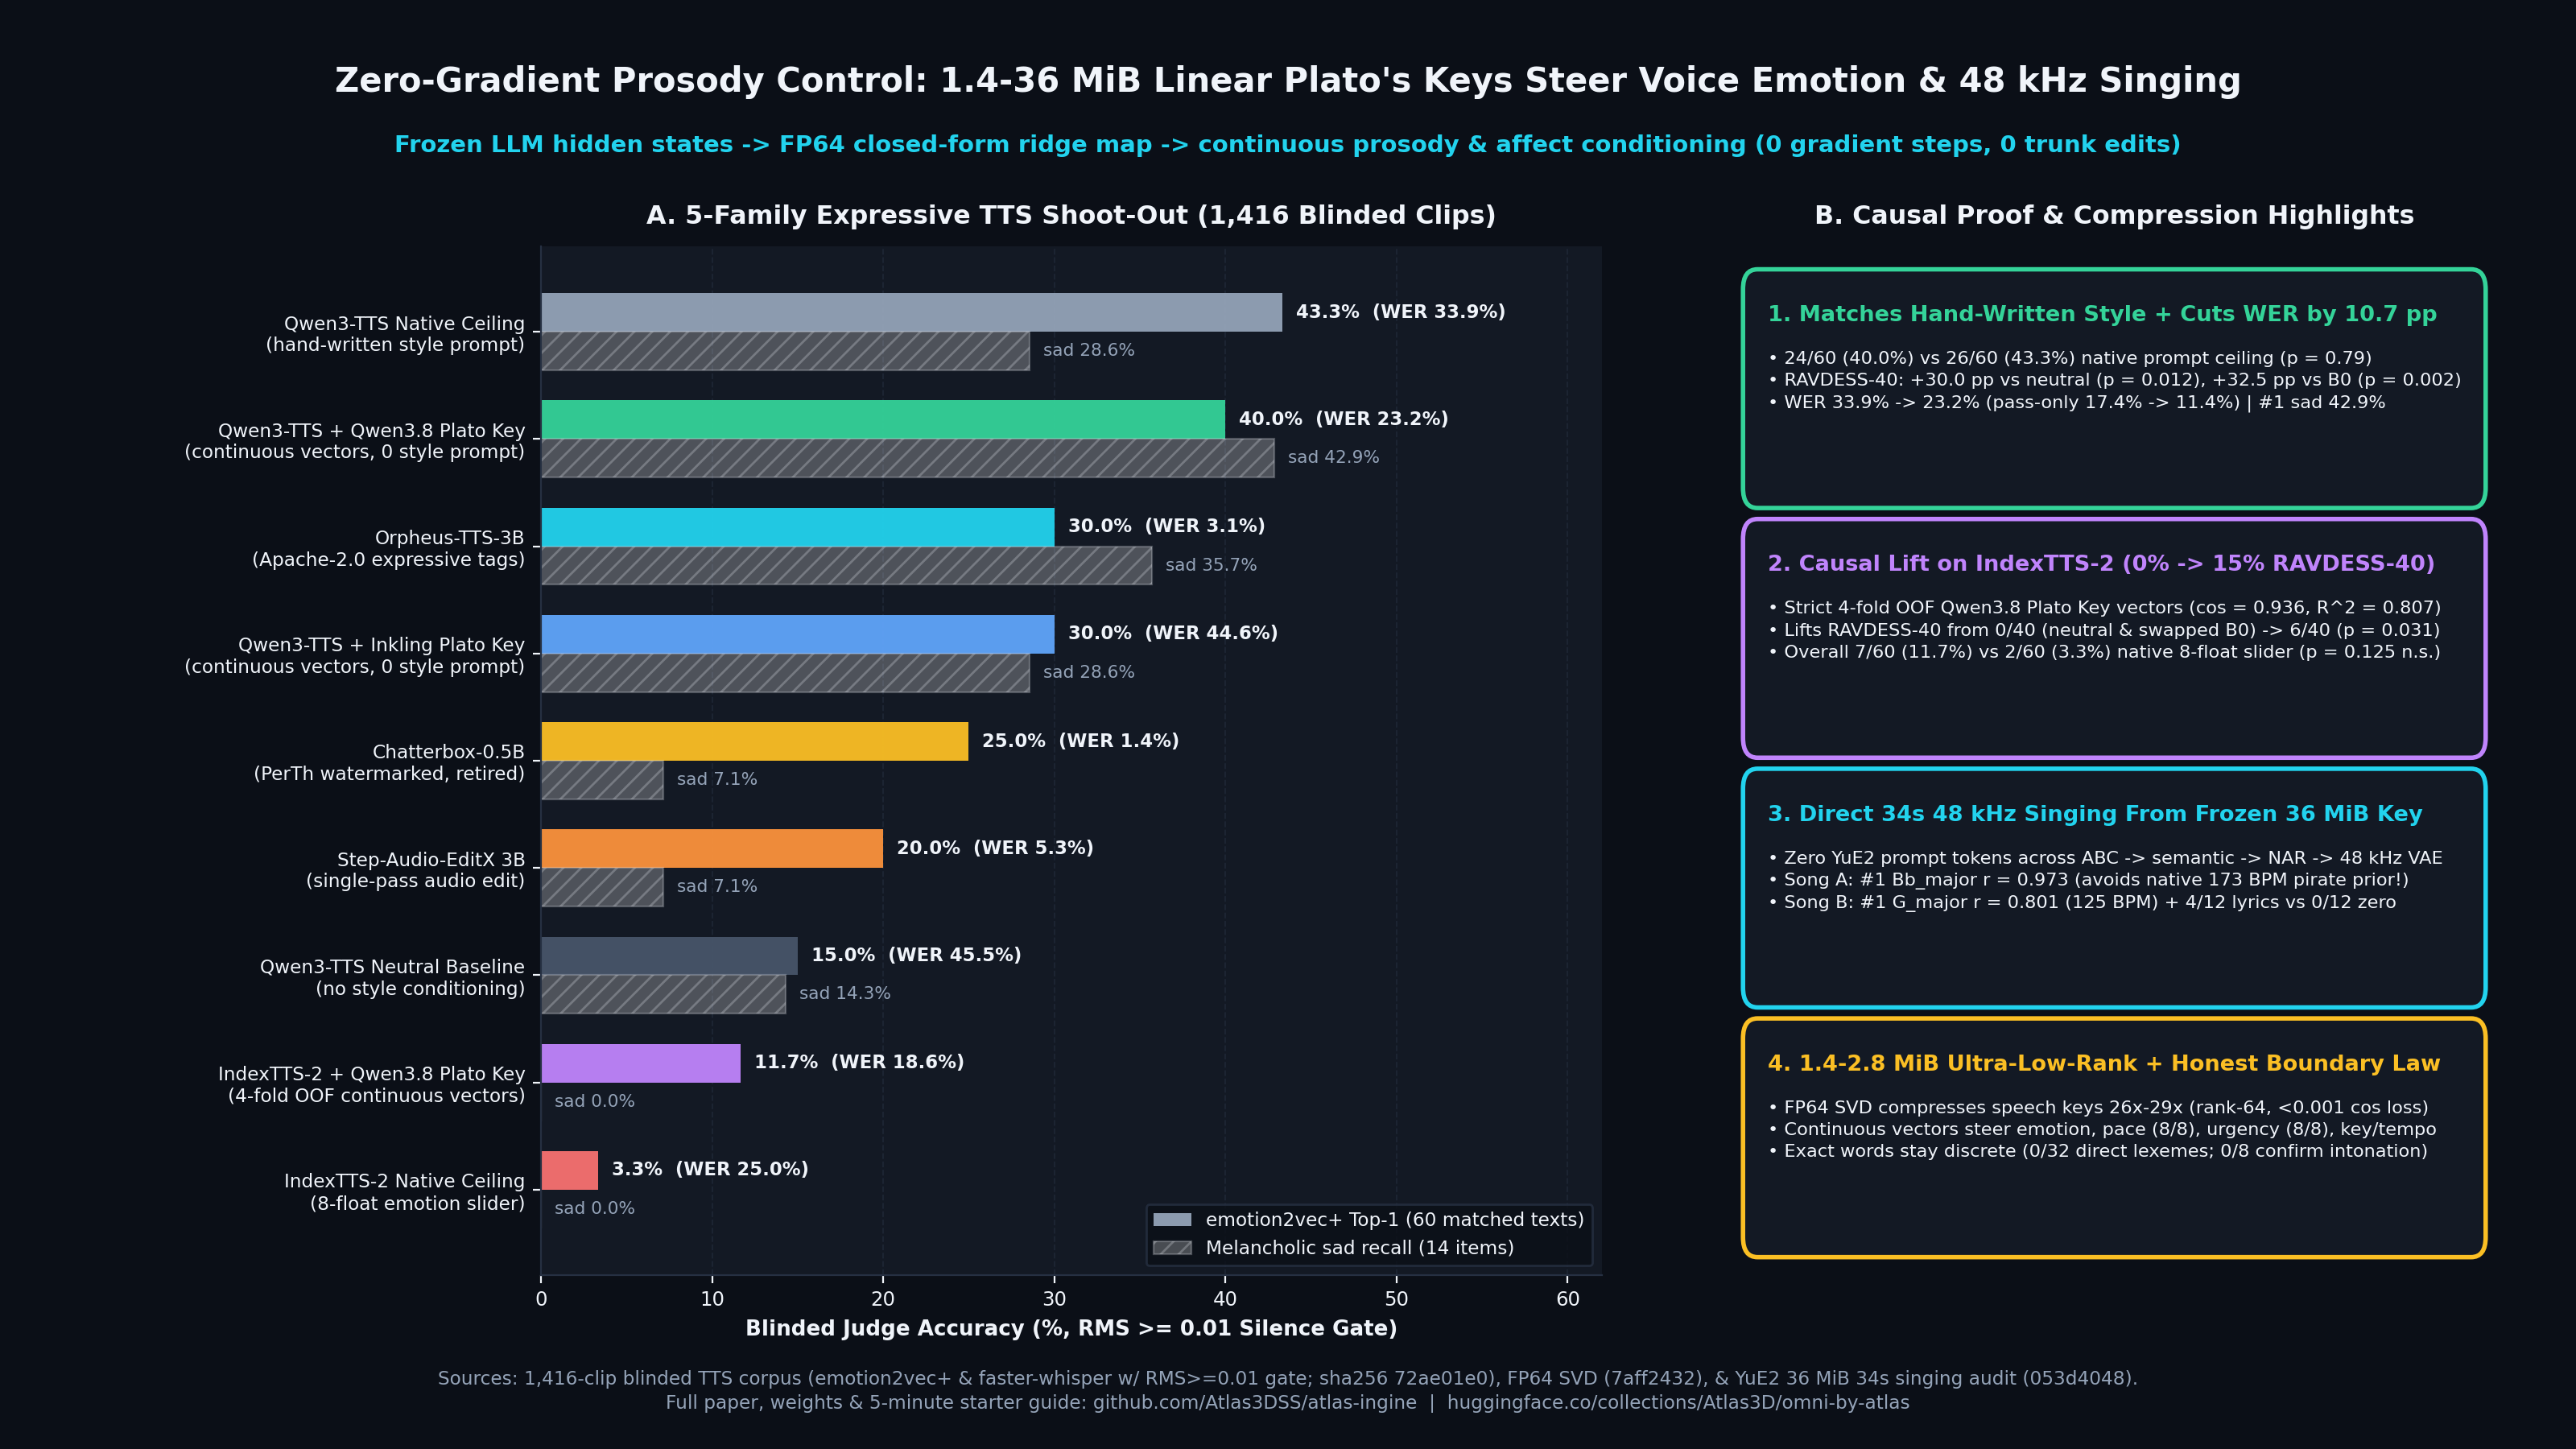 Zero-Gradient Prosody Control: 1.4-36 MiB Linear Plato's Keys Steer Voice Emotion & 48 kHz Singing
Frozen LLM hidden states -> FP64 closed-form ridge map -> continuous prosody & affect conditioning (0 gradient steps, 0 trunk edits)
A. 5-Family Expressive TTS Shoot-Out (1,416 Blinded Clips)
Qwen3-TTS Native Ceiling
(hand-written style prompt)
43.3% (WER 33.9%)
sad 28.6%
Qwen3-TTS + Qwen3.8 Plato Key
(continuous vectors, 0 style prompt)
40.0% (WER 23.2%)
sad 42.9%
Orpheus-TTS-3B
(Apache-2.0 expressive tags)
30.0% (WER 3.1%)
sad 35.7%
Qwen3-TTS + Inkling Plato Key
(continuous vectors, 0 style prompt)
30.0% (WER 44.6%)
sad 28.6%
Chatterbox-0.5B
(PerTh watermarked, retired)
25.0% (WER 1.4%)
sad 7.1%
Step-Audio-EditX 3B
(single-pass audio edit)
20.0% (WER 5.3%)
sad 7.1%
Qwen3-TTS Neutral Baseline
(no style conditioning)
15.0% (WER 45.5%)
sad 14.3%
IndexTTS-2 + Qwen3.8 Plato Key
(4-fold OOF continuous vectors)
11.7% (WER 18.6%)
sad 0.0%
IndexTTS-2 Native Ceiling
(8-float emotion slider)
3.3% (WER 25.0%)
sad 0.0%
emotion2vec+ Top-1 (60 matched texts)
Melancholic sad recall (14 items)
0 10 20 30 40 50 60
Blinded Judge Accuracy (%, RMS >= 0.01 Silence Gate)
B. Causal Proof & Compression Highlights
1. Matches Hand-Written Style + Cuts WER by 10.7 pp
• 24/60 (40.0%) vs 26/60 (43.3%) native prompt ceiling (p = 0.79)
• RAVDESS-40: +30.0 pp vs neutral (p = 0.012), +32.5 pp vs B0 (p = 0.002)
• WER 33.9% -> 23.2% (pass-only 17.4% -> 11.4%) | #1 sad 42.9%
2. Causal Lift on IndexTTS-2 (0% -> 15% RAVDESS-40)
• Strict 4-fold OOF Qwen3.8 Plato Key vectors (cos = 0.936, R^2 = 0.807)
• Lifts RAVDESS-40 from 0/40 (neutral & swapped B0) -> 6/40 (p = 0.031)
• Overall 7/60 (11.7%) vs 2/60 (3.3%) native 8-float slider (p = 0.125 n.s.)
3. Direct 34s 48 kHz Singing From Frozen 36 MiB Key
• Zero YuE2 prompt tokens across ABC -> semantic -> NAR -> 48 kHz VAE
• Song A: #1 Bb_major r = 0.973 (avoids native 173 BPM pirate prior!)
• Song B: #1 G_major r = 0.801 (125 BPM) + 4/12 lyrics vs 0/12 zero
4. 1.4-2.8 MiB Ultra-Low-Rank + Honest Boundary Law
• FP64 SVD compresses speech keys 26x-29x (rank-64, <0.001 cos loss)
• Continuous vectors steer emotion, pace (8/8), urgency (8/8), key/tempo
• Exact words stay discrete (0/32 direct lexemes; 0/8 confirm intonation)
Sources: 1,416-clip blinded TTS corpus (emotion2vec+ & faster-whisper w/ RMS>=0.01 gate; sha256 72ae01e0), FP64 SVD (7aff2432), & YuE2 36 MiB 34s singing audit (053d4048).
Full paper, weights & 5-minute starter guide: github.com/Atlas3DSS/atlas-ingine | huggingface.co/collections/Atlas3D/omni-by-atlas